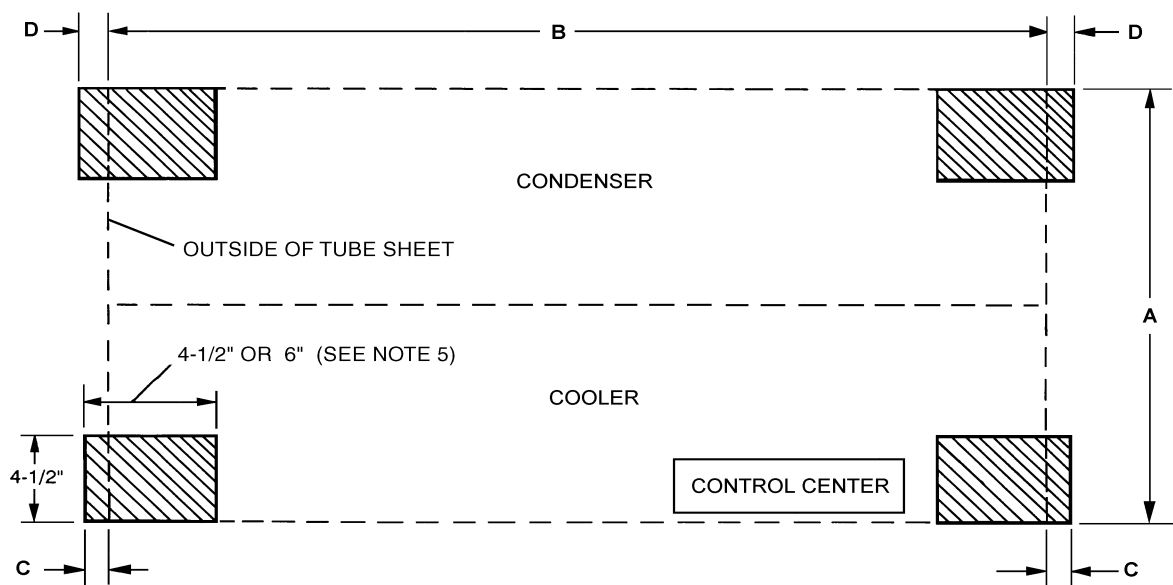 D
B
D
CONDENSER
OUTSIDE OF TUBE SHEET
A
4-1/2" OR 6" (SEE NOTE 5)
COOLER
4-1/2"
CONTROL CENTER
C
C